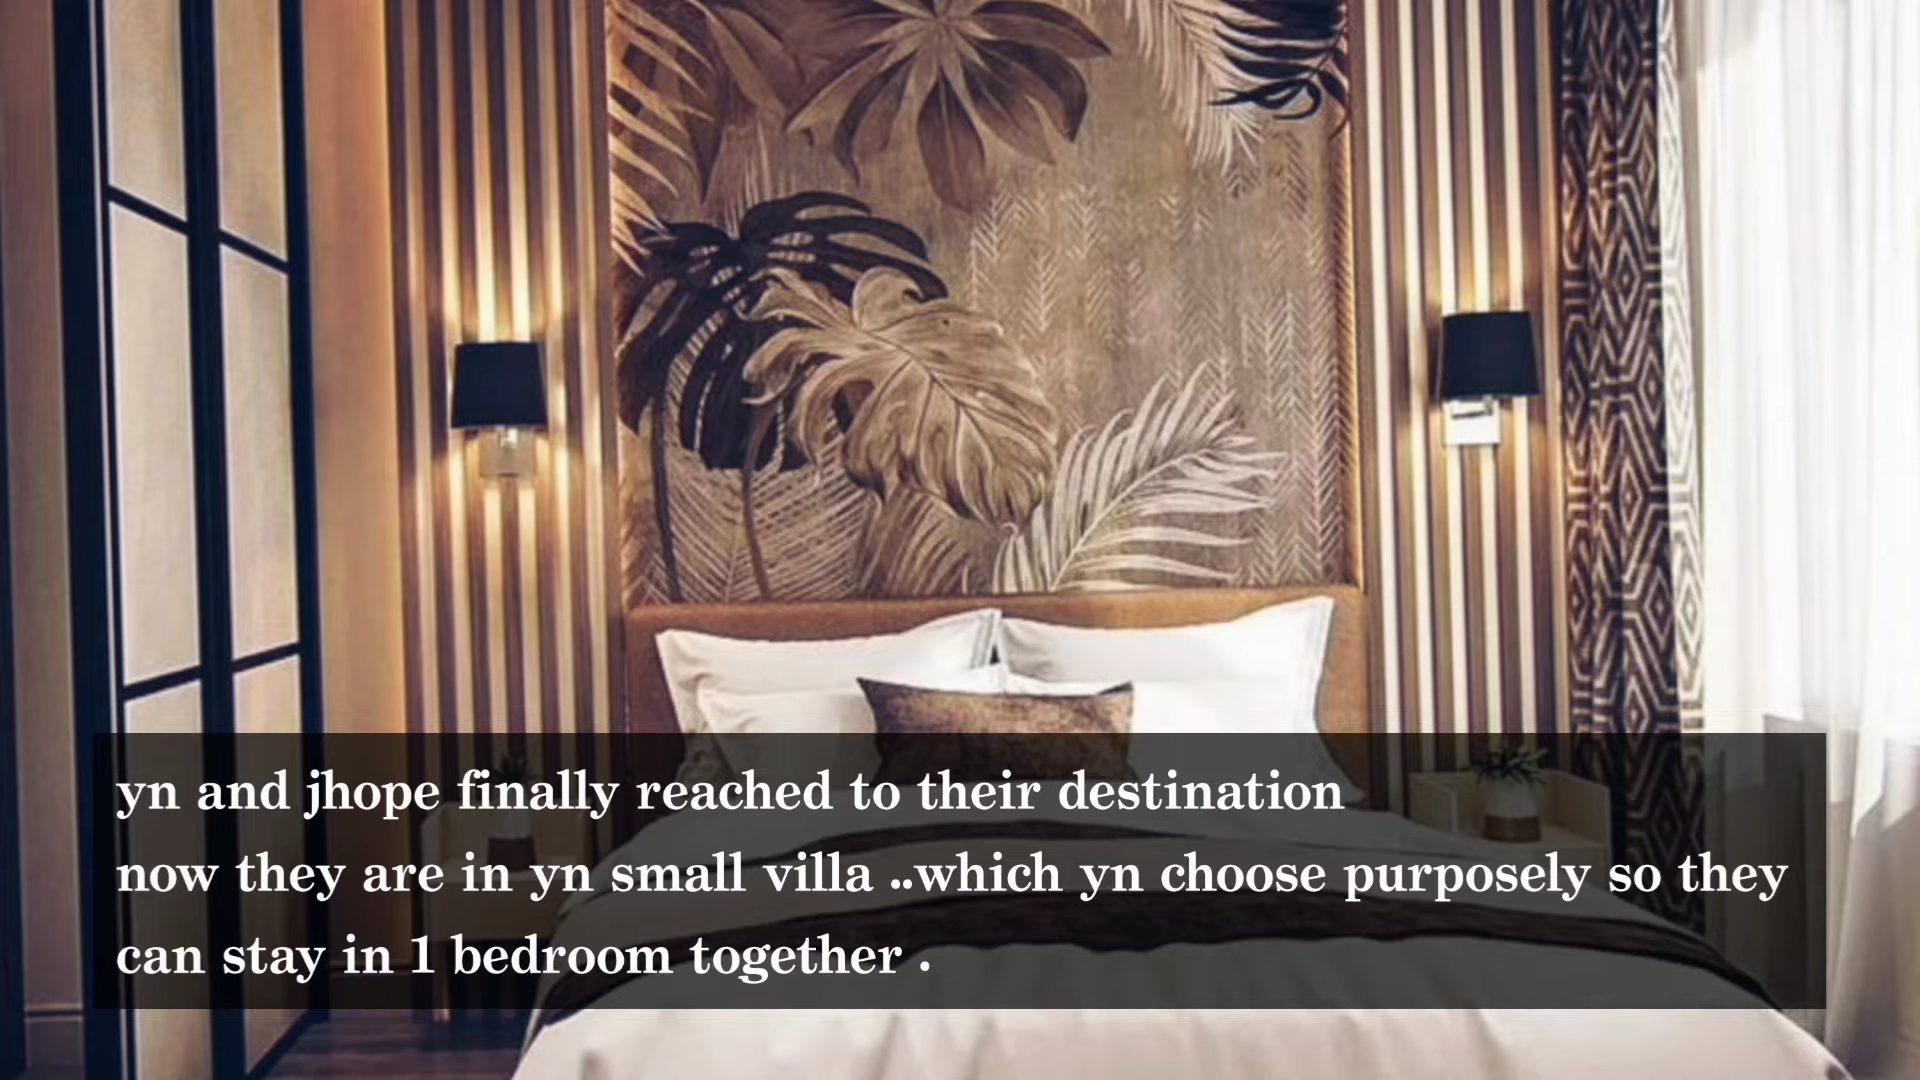 yn and jhope finally reached to their destination
now they are in yn small villa ..which yn choose purposely so they
can stay in 1 bedroom together .